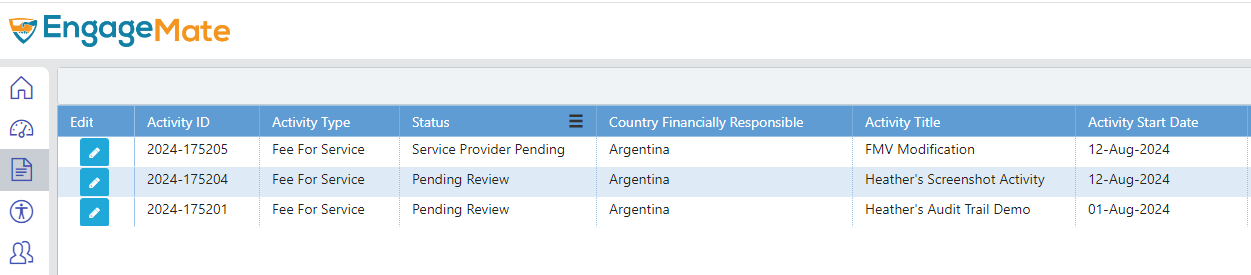 EngageMate
Edit Activity ID Activity Type Status Country Financially Responsible Activity Title Activity Start Date
2024-175205 Fee For Service Service Provider Pending Argentina FMV Modification 12-Aug-2024
2024-175204 Fee For Service Pending Review Argentina Heather's Screenshot Activity 12-Aug-2024
2024-175201 Fee For Service Pending Review Argentina Heather's Audit Trail Demo 01-Aug-2024